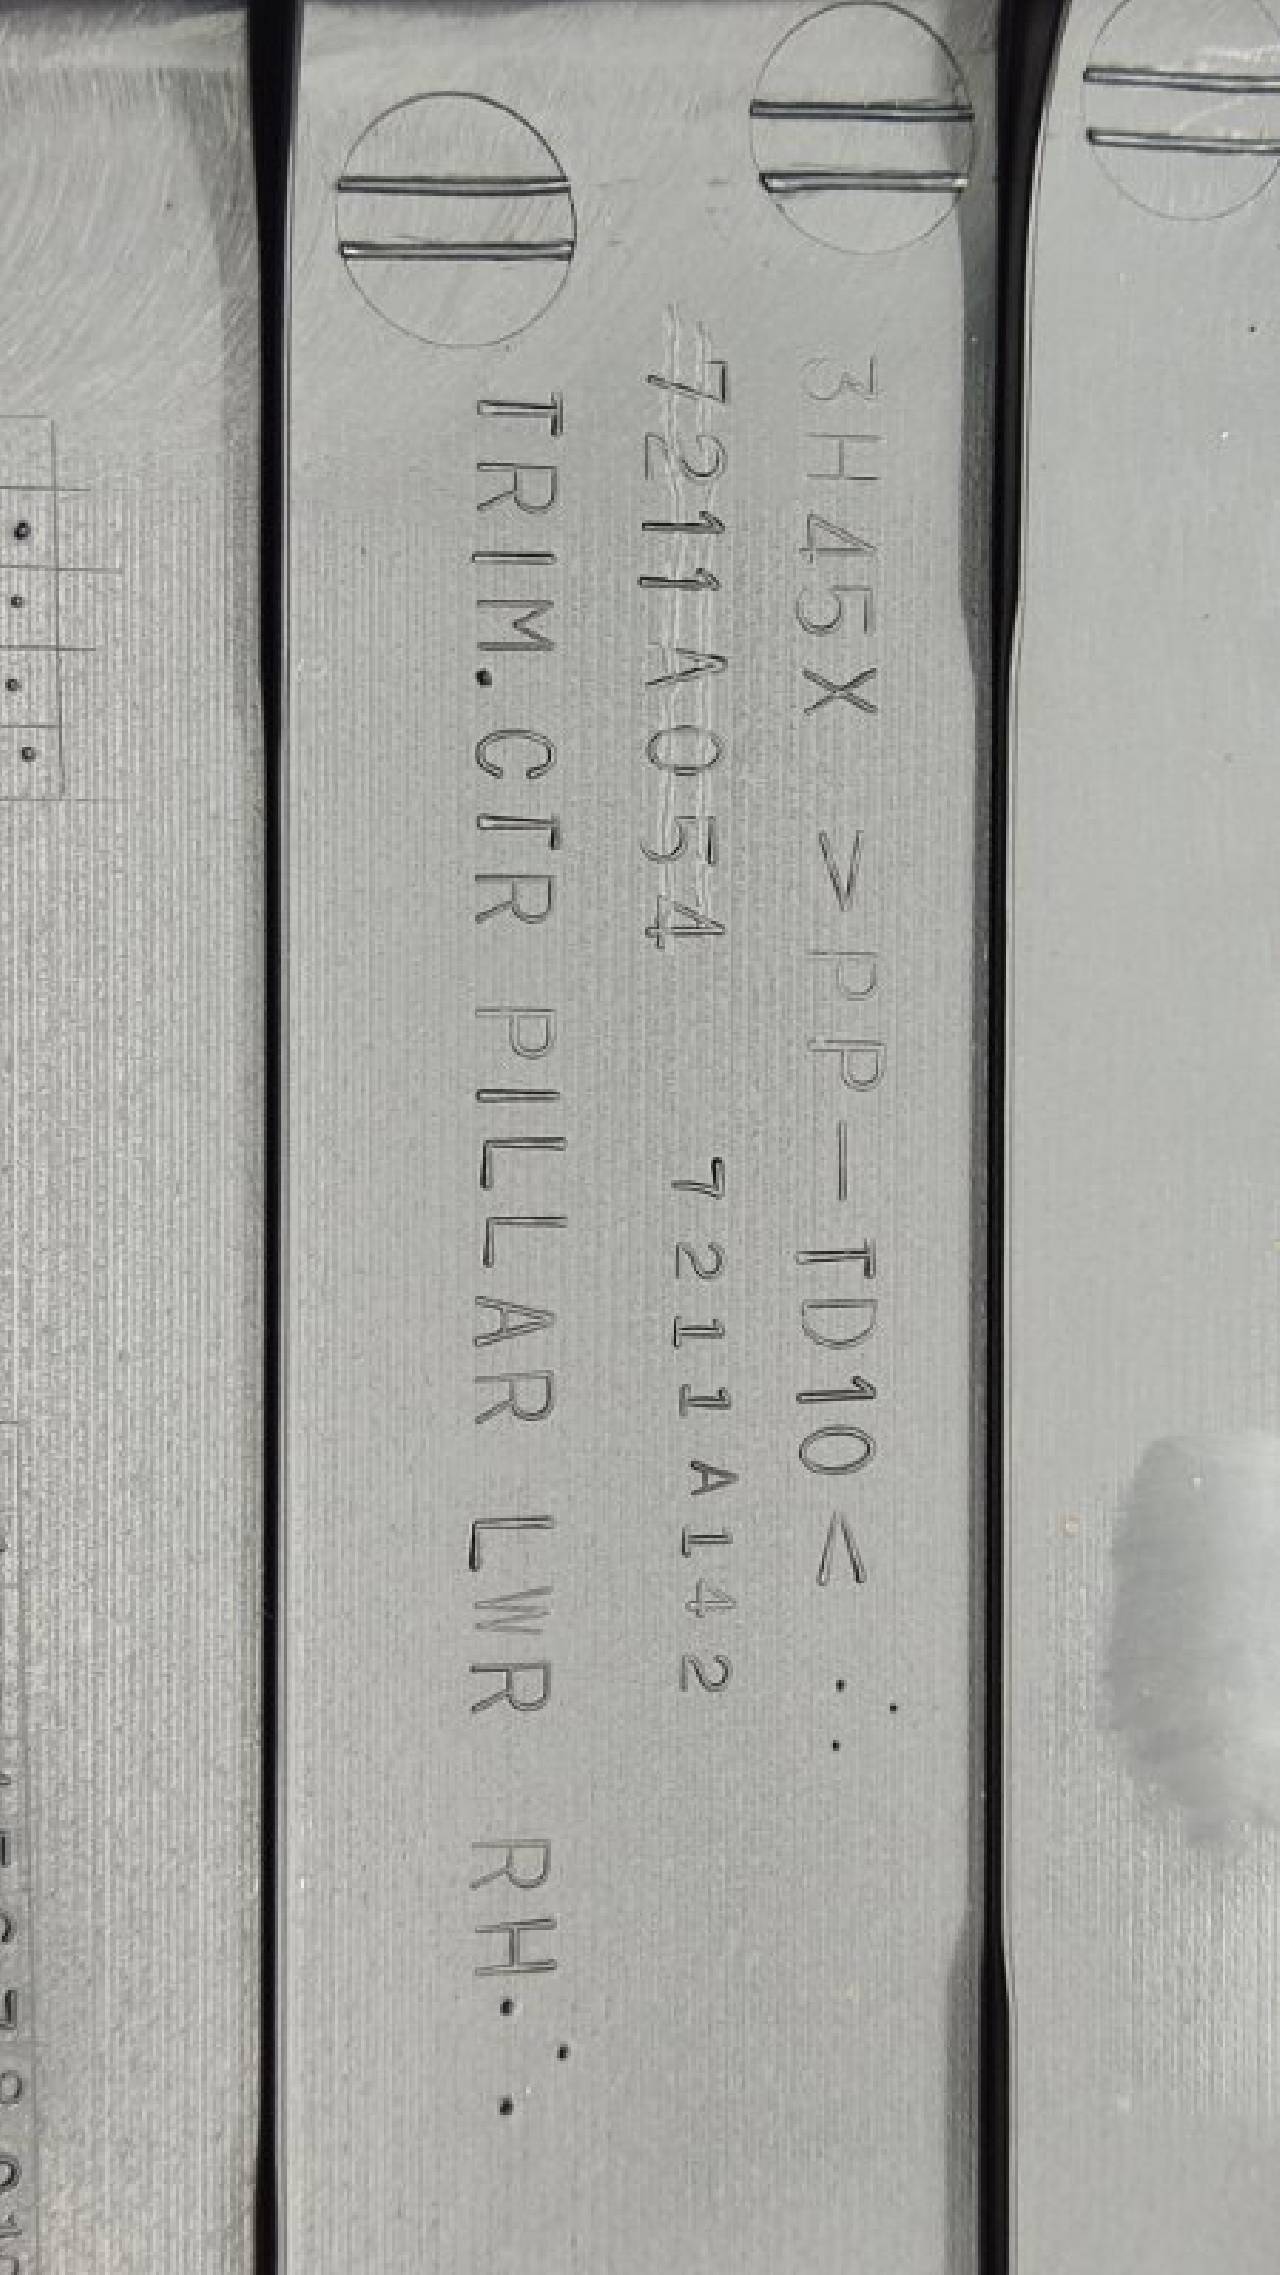 3H45X >PP-TD10<
7211A054 7211A142
TRIM.CTR PILLAR LWR RH